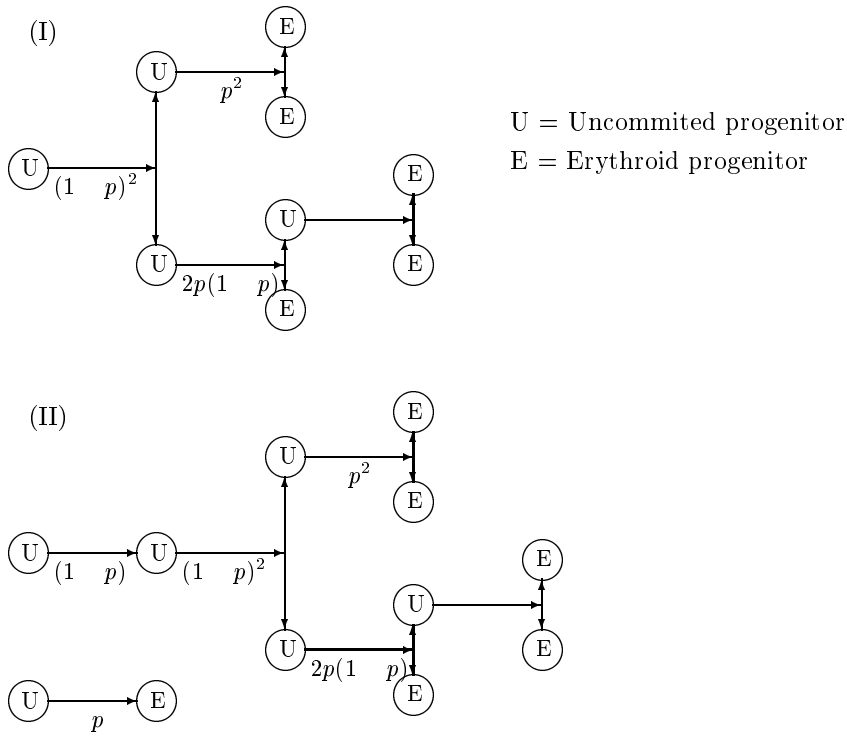 (I)
E
U
p²
E
U = Uncommited progenitor
E = Erythroid progenitor
U
E
(1 p)²
U
U
E
2p(1 p)
E
(II)
E
U
p²
E
U
U
E
(1 p)
(1 p)²
U
U
E
2p(1 p)
E
U
E
p